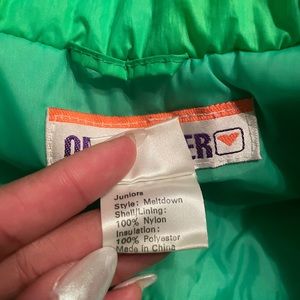 Juniors
Style: Meltdown
Shell/Lining:
100% Nylon
Insulation:
100% Polyester
Made in China